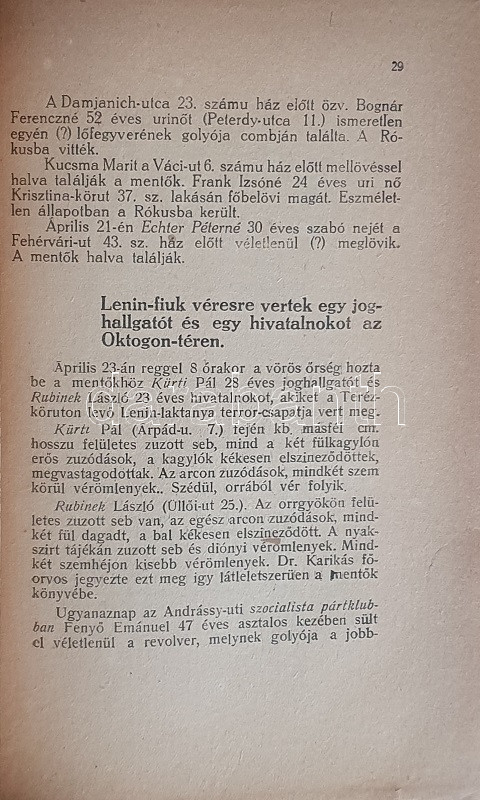 29
A Damjanich-utca 23. számu ház előtt özv. Bognár
Ferenczné 52 éves urinőt (Peterdy-utca 11.) ismeretlen
egyén (?) lőfegyverének golyója combján találta. A Ró-
kusba vitték.
Kucsma Marit a Váci-ut 6. számu ház előtt mellövéssel
halva találják a mentők. Frank Izsóné 24 éves uri nő
Krisztina-körut 37. sz. lakásán főbelövi magát. Eszmélet-
len állapotban a Rókusba került.
Április 21-én Echter Péterné 30 éves szabó nejét a
Fehérvári-ut 43. sz. ház előtt véletlenül (?) meglövik.
A mentők halva találják.
Lenin-fiuk véresre vertek egy jog-
hallgatót és egy hivatalnokot az
Oktogon-téren.
Április 23-án reggel 8 órakor a vörös őrség hozta
be a mentőkhöz Kürti Pál 28 éves joghallgatót és
Rubinek László 23 éves hivatalnokot, akiket a Teréz-
köruton levő Lenin-laktanya terror-csapatja vert meg.
Kürti Pál (Árpád-u. 7.) fején kb. másfél cm.
hosszu felületes zuzott seb, mind a két fülkagylón
erős zuzódások, a kagylók kékesen elszineződöttek,
megvastagodottak. Az arcon zuzódások, mindkét szem
körül vérömlenyek.. Szédül, orrából vér folyik.
Rubinek László (Üllői-ut 25.). Az orrgyökön felü-
letes zuzott seb van, az egész arcon zuzódások, mind-
két fül dagadt, a bal kékesen elszineződött. A nyak-
szirt tájékán zuzott seb és diónyi vérömlenyek. Mind-
két szemhéjon kisebb vérömlenyek. Dr. Karikás fő-
orvos jegyezte ezt meg igy látleletszerüen a mentők
könyvébe.
Ugyanaznap az Andrássy-uti szocialista pártklub-
ban Fenyő Emánuel 47 éves asztalos kezében sült
el véletlenül a revolver, melynek golyója a jobb-
darabanth